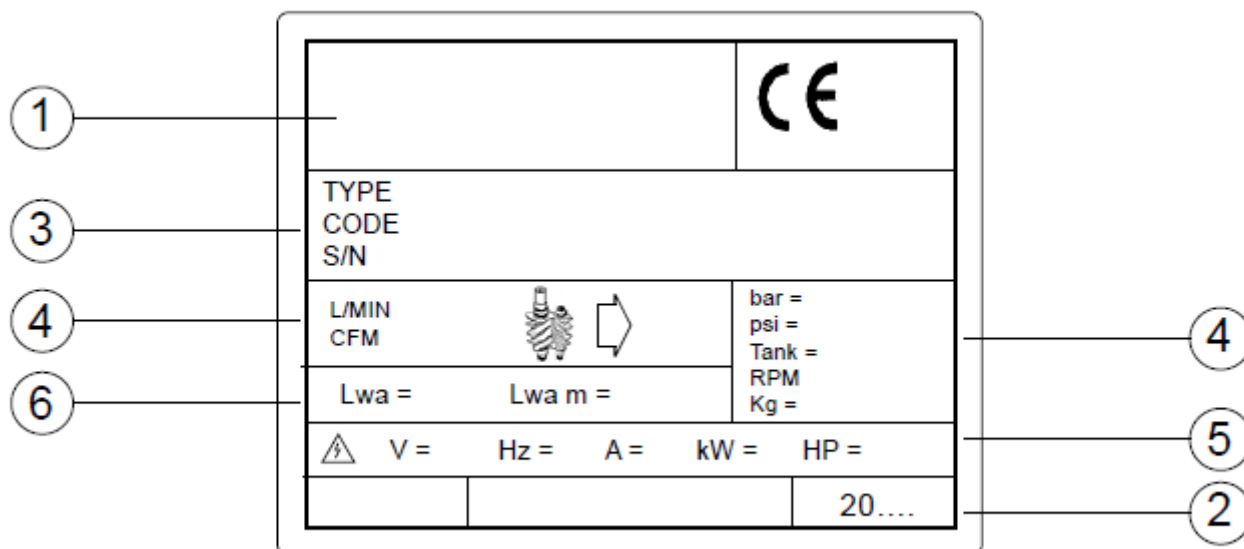 1
CE
TYPE
3
CODE
S/N
L/MIN
4
CFM
bar =
psi =
Tank =
RPM
Kg =
4
6
Lwa = Lwa m =
V = Hz = A = kW = HP =
5
20....
2